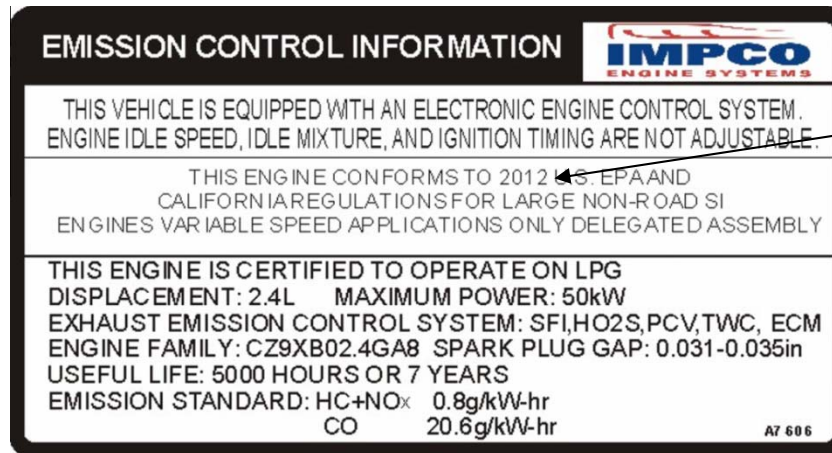 EMISSION CONTROL INFORMATION
IMPCO
ENGINE SYSTEMS
THIS VEHICLE IS EQUIPPED WITH AN ELECTRONIC ENGINE CONTROL SYSTEM.
ENGINE IDLE SPEED, IDLE MIXTURE, AND IGNITION TIMING ARE NOT ADJUSTABLE.
THIS ENGINE CONFORMS TO 2012 U.S. EPA AND
CALIFORNIA REGULATIONS FOR LARGE NON-ROAD SI
ENGINES VARIABLE SPEED APPLICATIONS ONLY DELEGATED ASSEMBLY
THIS ENGINE IS CERTIFIED TO OPERATE ON LPG
DISPLACEMENT: 2.4L MAXIMUM POWER: 50kW
EXHAUST EMISSION CONTROL SYSTEM: SFI,HO2S,PCV,TWC, ECM
ENGINE FAMILY: CZ9XB02.4GA8 SPARK PLUG GAP: 0.031-0.035in
USEFUL LIFE: 5000 HOURS OR 7 YEARS
EMISSION STANDARD: HC+NOx 0.8g/kW-hr
CO 20.6g/kW-hr
A7 606